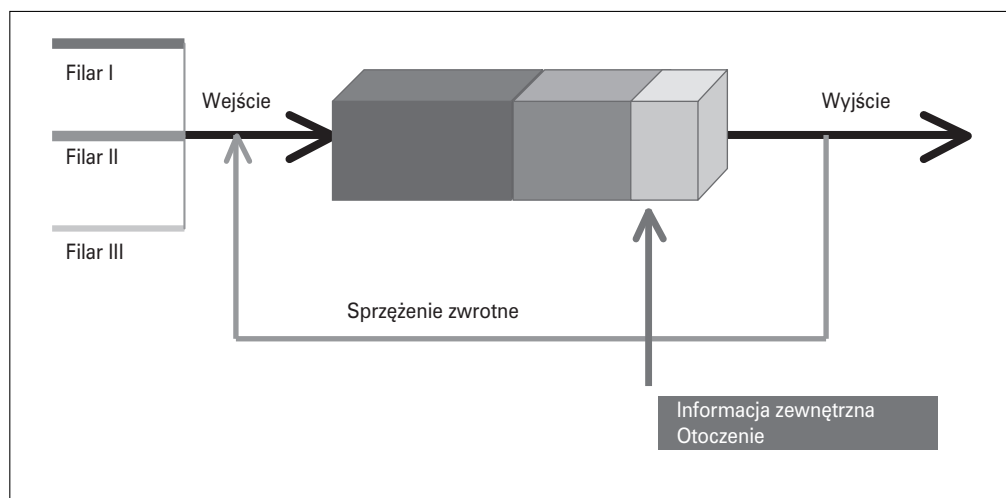 Filar I
Wejście
Wyjście
Filar II
Filar III
Sprzężenie zwrotne
Informacja zewnętrzna
Otoczenie